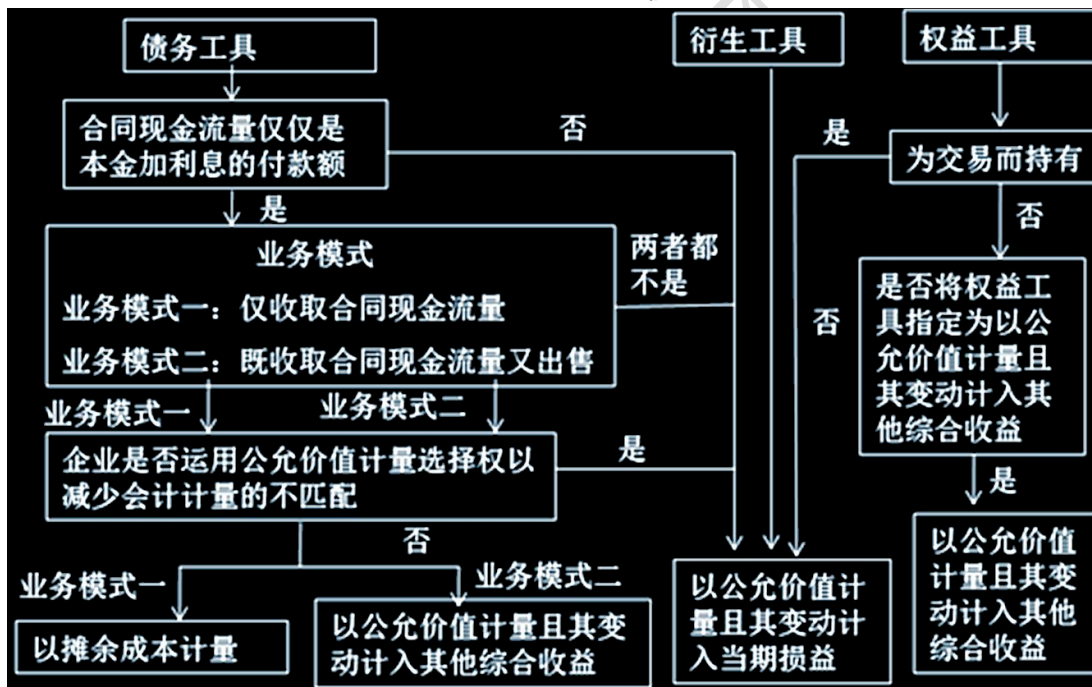 债务工具
衍生工具
权益工具
合同现金流量仅仅是
本金加利息的付款额
否
是
为交易而持有
是
否
业务模式
业务模式一：仅收取合同现金流量
业务模式二：既收取合同现金流量又出售
两者都
不是
否
是否将权益工
具指定为以公
允价值计量且
其变动计入其
他综合收益
业务模式一
业务模式二
企业是否运用公允价值计量选择权以
减少会计计量的不匹配
是
是
否
业务模式一
业务模式二
以摊余成本计量
以公允价值计量且其变
动计入其他综合收益
以公允价值计
量且其变动计
入当期损益
以公允价值
计量且其变
动计入其他
综合收益